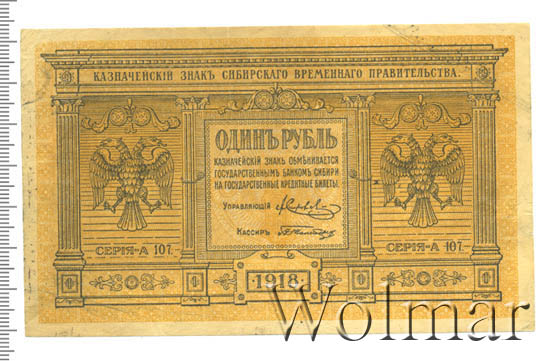 КАЗНАЧЕЙСКІЙ ЗНАКЪ СИБИРСКАГО ВРЕМЕННАГО ПРАВИТЕЛЬСТВА.
ОДИНЪ РУБЛЬ
КАЗНАЧЕЙСКІЙ ЗНАКЪ ОБМѢНИВАЕТСЯ
ГОСУДАРСТВЕННЫМЪ БАНКОМЪ СИБИРИ
НА ГОСУДАРСТВЕННЫЕ КРЕДИТНЫЕ БИЛЕТЫ.
УПРАВЛЯЮЩІЙ
КАССИРЪ
СЕРІЯ-А 107.
СЕРІЯ-А 107.
1918
Wolmar